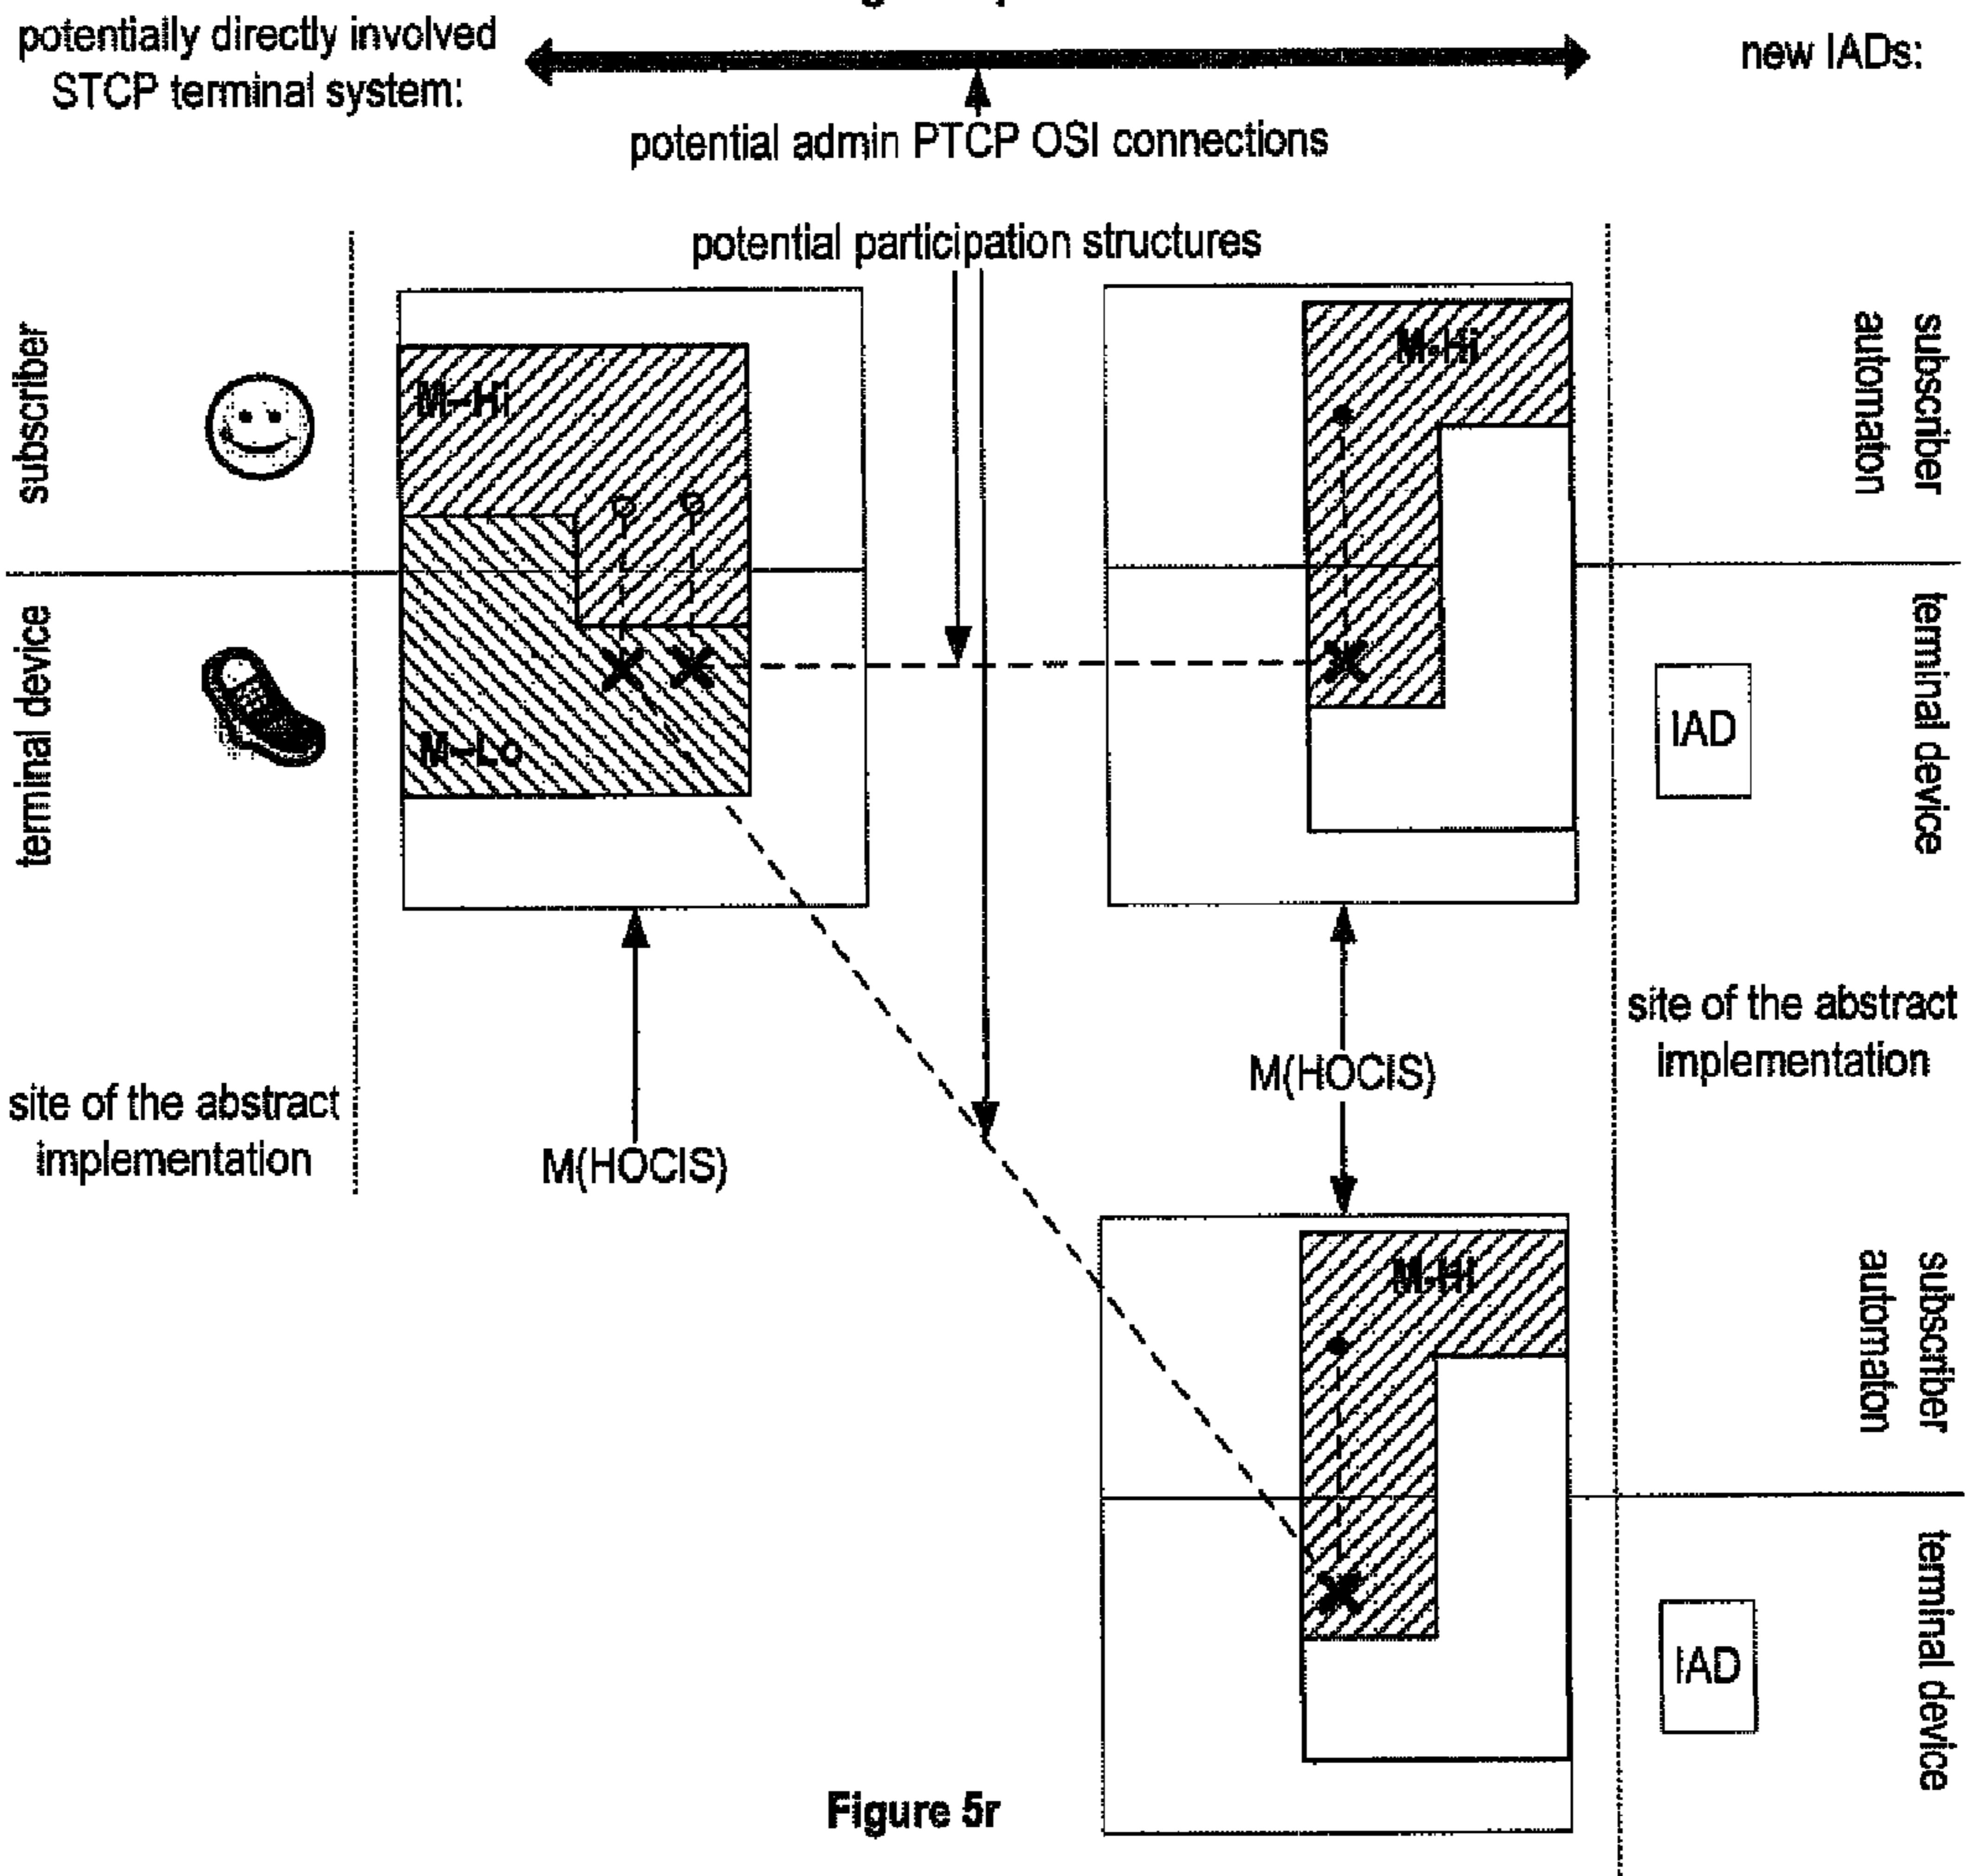 potentially directly involved
STCP terminal system:
new IADs:
potential admin PTCP OSI connections
potential participation structures
subscriber
terminal device
M-Hi
M-Lo
M-Hi
subscriber
automaton
terminal device
IAD
site of the abstract
implementation
M(HOCIS)
M(HOCIS)
site of the abstract
implementation
M-Hi
subscriber
automaton
terminal device
IAD
Figure 5r